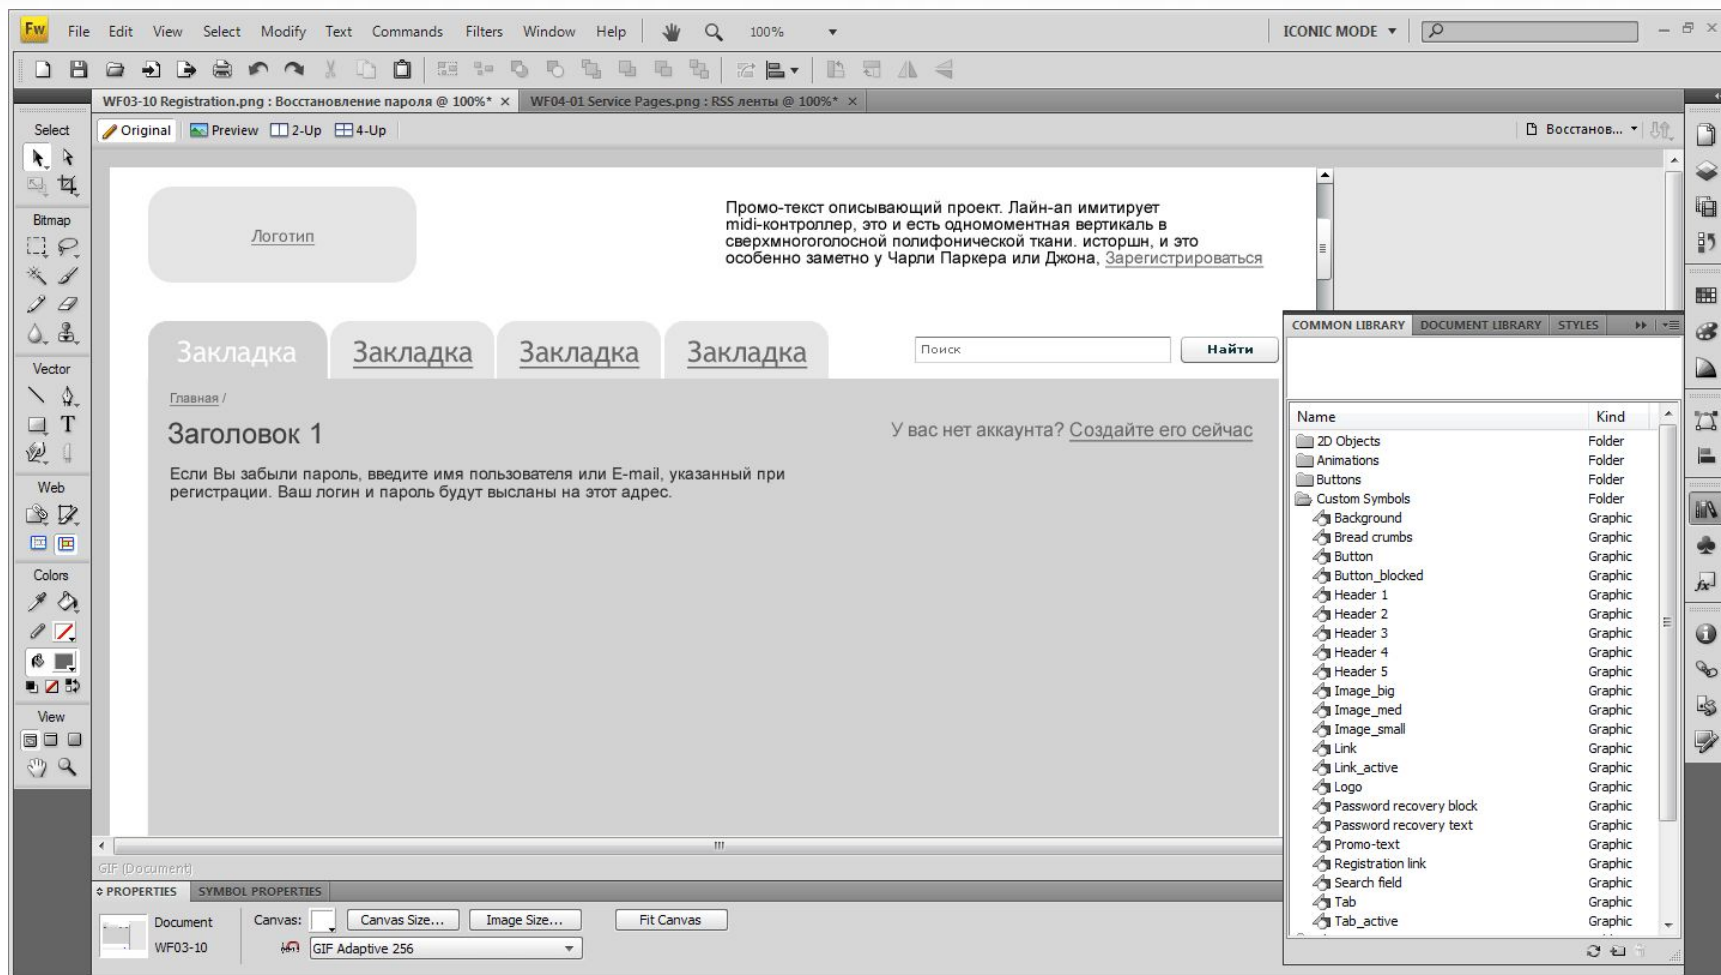 Fw File Edit View Select Modify Text Commands Filters Window Help 100% ICONIC MODE
WF03-10 Registration.png : Восстановление пароля @ 100%* × WF04-01 Service Pages.png : RSS ленты @ 100%* ×
Select
Original Preview 2-Up 4-Up Восстанов...
Bitmap
Vector
Web
Colors
View
Логотип
Промо-текст описывающий проект. Лайн-ап имитирует
midi-контроллер, это и есть одномоментная вертикаль в
сверхмногоголосной полифонической ткани. исторшн, и это
особенно заметно у Чарли Паркера или Джона, Зарегистрироваться
Закладка Закладка Закладка Закладка
Поиск Найти
Главная /
Заголовок 1
У вас нет аккаунта? Создайте его сейчас
Если Вы забыли пароль, введите имя пользователя или E-mail, указанный при
регистрации. Ваш логин и пароль будут высланы на этот адрес.
COMMON LIBRARY DOCUMENT LIBRARY STYLES
Name Kind
2D Objects Folder
Animations Folder
Buttons Folder
Custom Symbols Folder
Background Graphic
Bread crumbs Graphic
Button Graphic
Button_blocked Graphic
Header 1 Graphic
Header 2 Graphic
Header 3 Graphic
Header 4 Graphic
Header 5 Graphic
Image_big Graphic
Image_med Graphic
Image_small Graphic
Link Graphic
Link_active Graphic
Logo Graphic
Password recovery block Graphic
Password recovery text Graphic
Promo-text Graphic
Registration link Graphic
Search field Graphic
Tab Graphic
Tab_active Graphic
GIF (Document)
PROPERTIES SYMBOL PROPERTIES
Document Canvas: Canvas Size... Image Size... Fit Canvas
WF03-10 GIF Adaptive 256